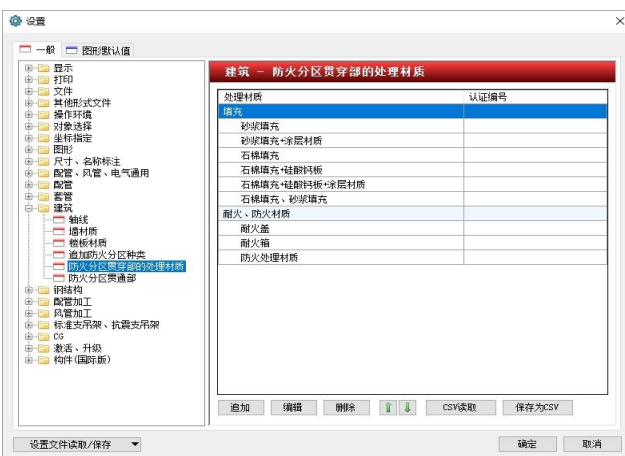 设置
一般
图形默认值
显示
打印
文件
其他形式文件
操作环境
对象选择
坐标指定
图形
尺寸、名称标注
配管、风管、电气通用
配管
套管
建筑
轴线
墙材质
楼板材质
追加防火分区种类
防火分区贯穿部的处理材质
防火分区贯通部
钢结构
配管加工
风管加工
标准支吊架、抗震支吊架
CG
激活、升级
构件(国际版)
建筑 - 防火分区贯穿部的处理材质
处理材质 认证编号
填充
砂浆填充
砂浆填充+涂层材质
石棉填充
石棉填充+硅酸钙板
石棉填充+硅酸钙板+涂层材质
石棉填充、砂浆填充
耐火、防火材质
耐火盖
耐火箱
防火处理材质
追加 编辑 删除 CSV读取 保存为CSV
设置文件读取/保存 确定 取消